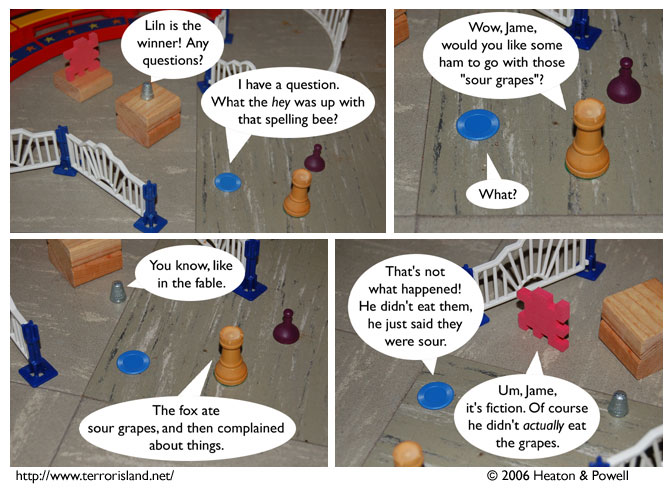 Liln is the
winner! Any
questions?
I have a question.
What the hey was up with
that spelling bee?
Wow, Jame,
would you like some
ham to go with those
"sour grapes"?
What?
You know, like
in the fable.
The fox ate
sour grapes, and then complained
about things.
That's not
what happened!
He didn't eat them,
he just said they
were sour.
Um, Jame,
it's fiction. Of course
he didn't actually eat
the grapes.
http://www.terrorisland.net/
© 2006 Heaton & Powell